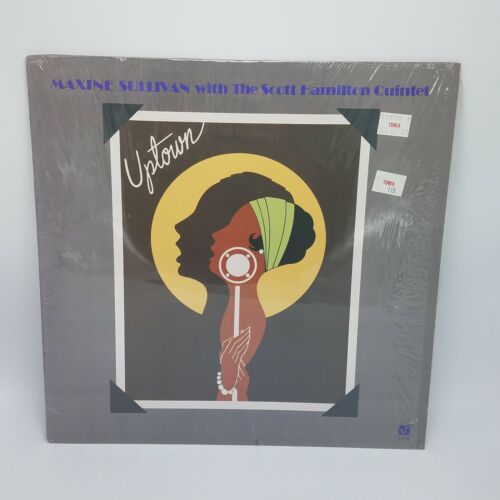 MAXINE SULLIVAN with The Scott Hamilton Quintet
Uptown
TOWER
TOWER